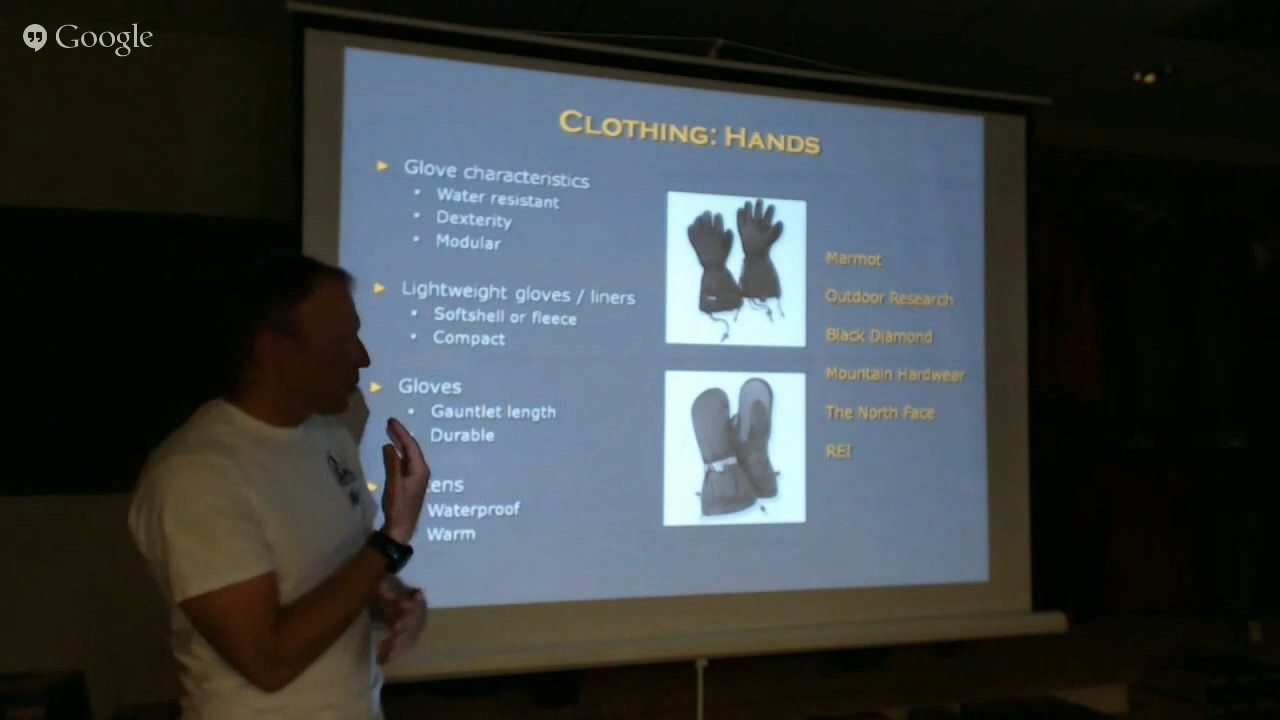 Google
CLOTHING: HANDS
Glove characteristics
Water resistant
Dexterity
Modular
Lightweight gloves / liners
Softshell or fleece
Compact
Gloves
Gauntlet length
Durable
tens
Waterproof
Warm
Marmot
Outdoor Research
Black Diamond
Mountain Hardwear
The North Face
REI